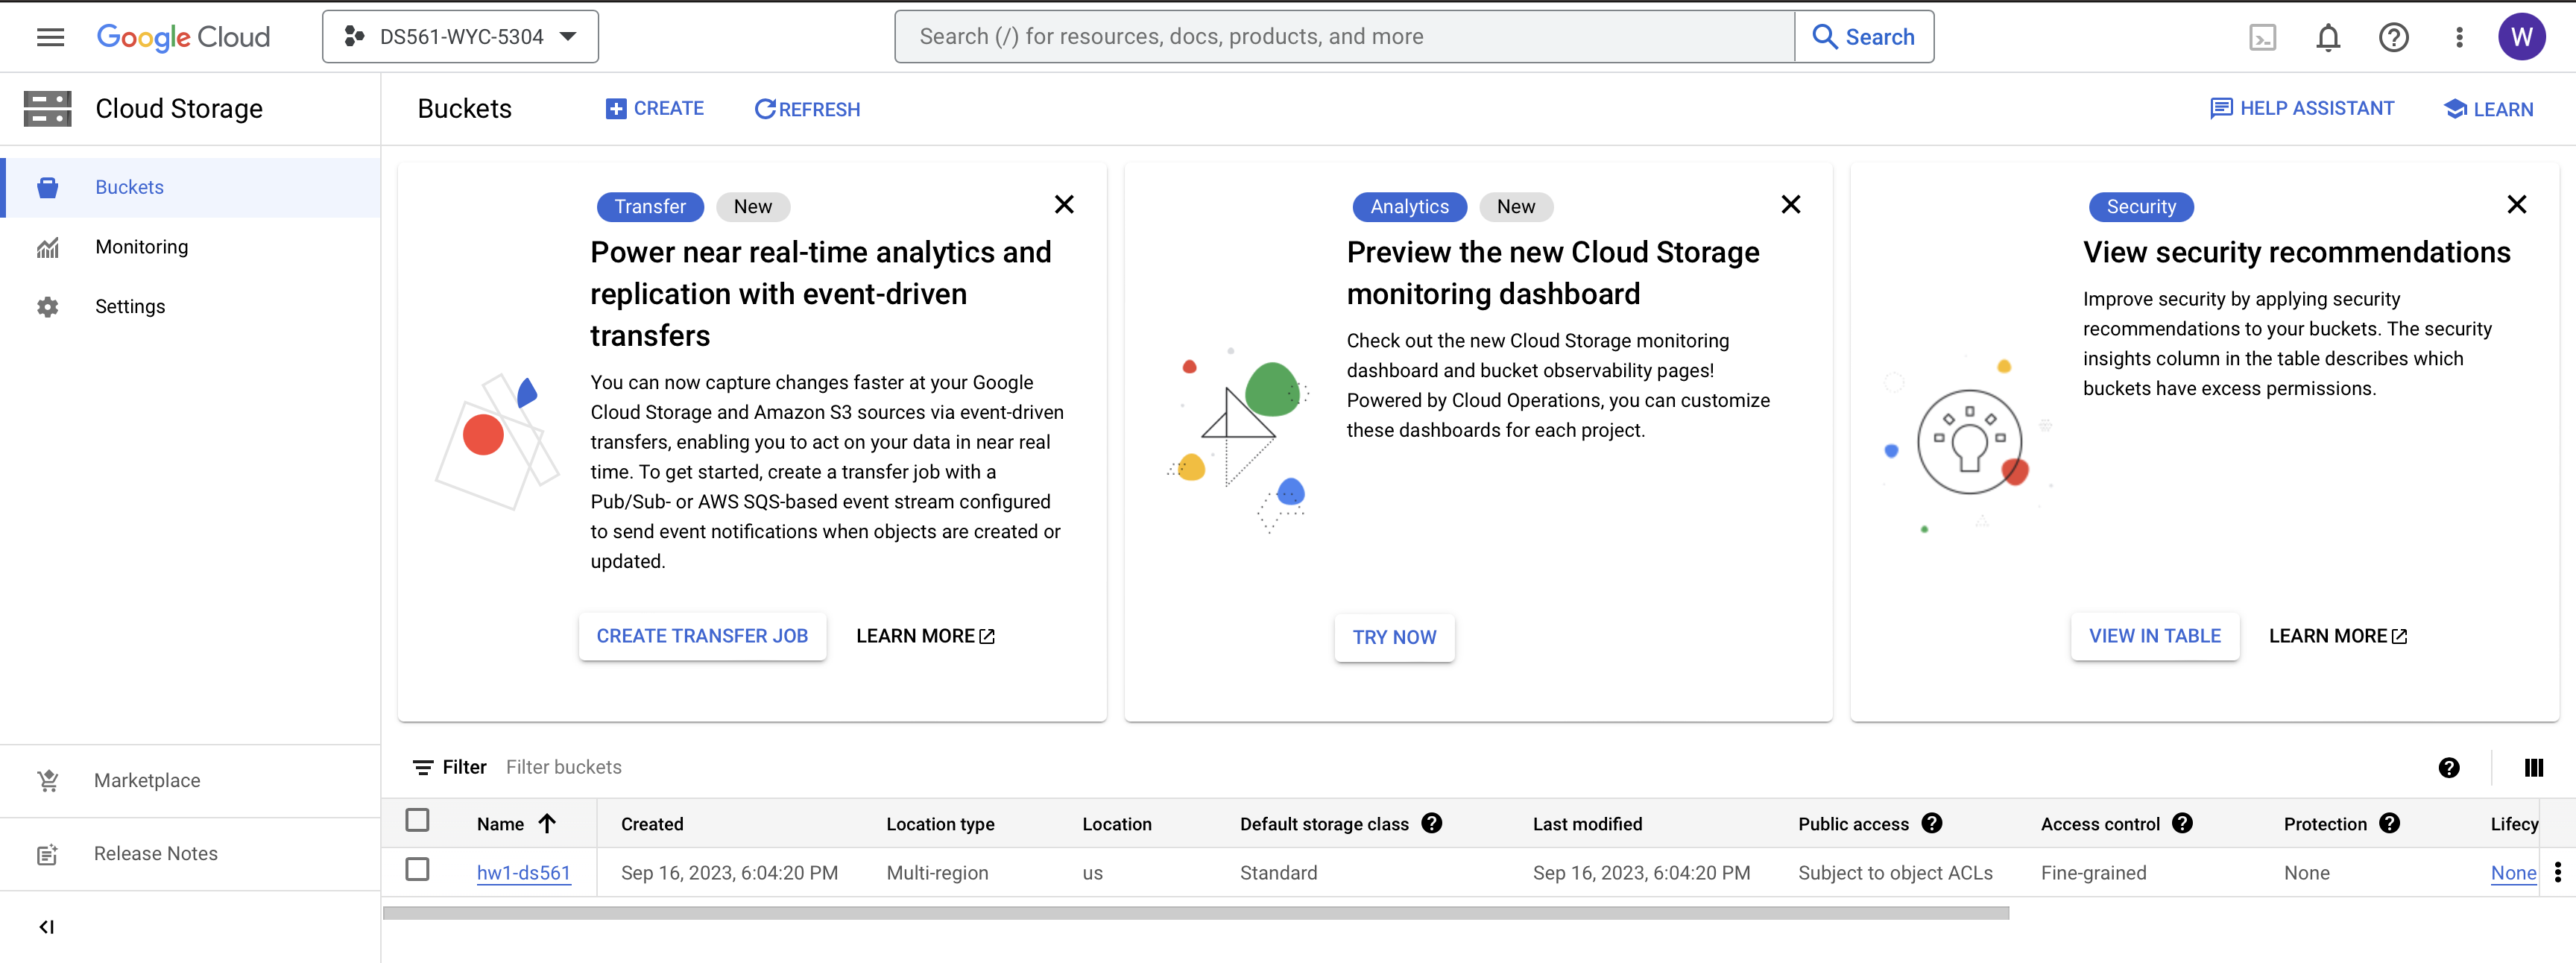 Google Cloud
DS561-WYC-5304
Search (/) for resources, docs, products, and more
Search
W
Cloud Storage
Buckets
CREATE
REFRESH
HELP ASSISTANT
LEARN
Buckets
Monitoring
Settings
Marketplace
Release Notes
Transfer
New
Power near real-time analytics and
replication with event-driven
transfers
You can now capture changes faster at your Google
Cloud Storage and Amazon S3 sources via event-driven
transfers, enabling you to act on your data in near real
time. To get started, create a transfer job with a
Pub/Sub- or AWS SQS-based event stream configured
to send event notifications when objects are created or
updated.
CREATE TRANSFER JOB
LEARN MORE
Analytics
New
Preview the new Cloud Storage
monitoring dashboard
Check out the new Cloud Storage monitoring
dashboard and bucket observability pages!
Powered by Cloud Operations, you can customize
these dashboards for each project.
TRY NOW
Security
View security recommendations
Improve security by applying security
recommendations to your buckets. The security
insights column in the table describes which
buckets have excess permissions.
VIEW IN TABLE
LEARN MORE
Filter Filter buckets
Name Created Location type Location Default storage class Last modified Public access Access control Protection Lifecy
hw1-ds561 Sep 16, 2023, 6:04:20 PM Multi-region us Standard Sep 16, 2023, 6:04:20 PM Subject to object ACLs Fine-grained None None